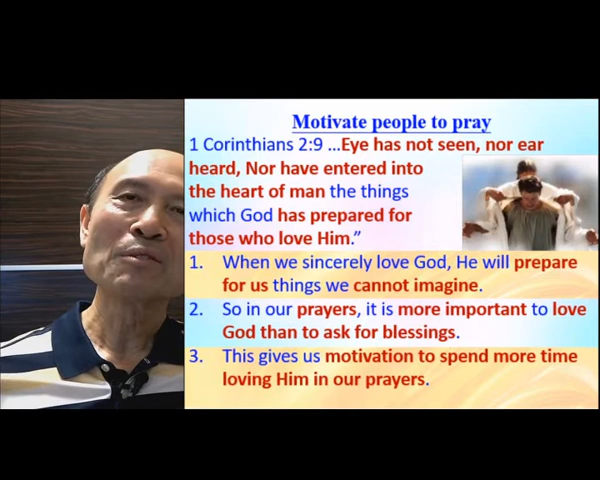 Motivate people to pray
1 Corinthians 2:9 ...Eye has not seen, nor ear
heard, Nor have entered into
the heart of man the things
which God has prepared for
those who love Him.”
1. When we sincerely love God, He will prepare
for us things we cannot imagine.
2. So in our prayers, it is more important to love
God than to ask for blessings.
3. This gives us motivation to spend more time
loving Him in our prayers.